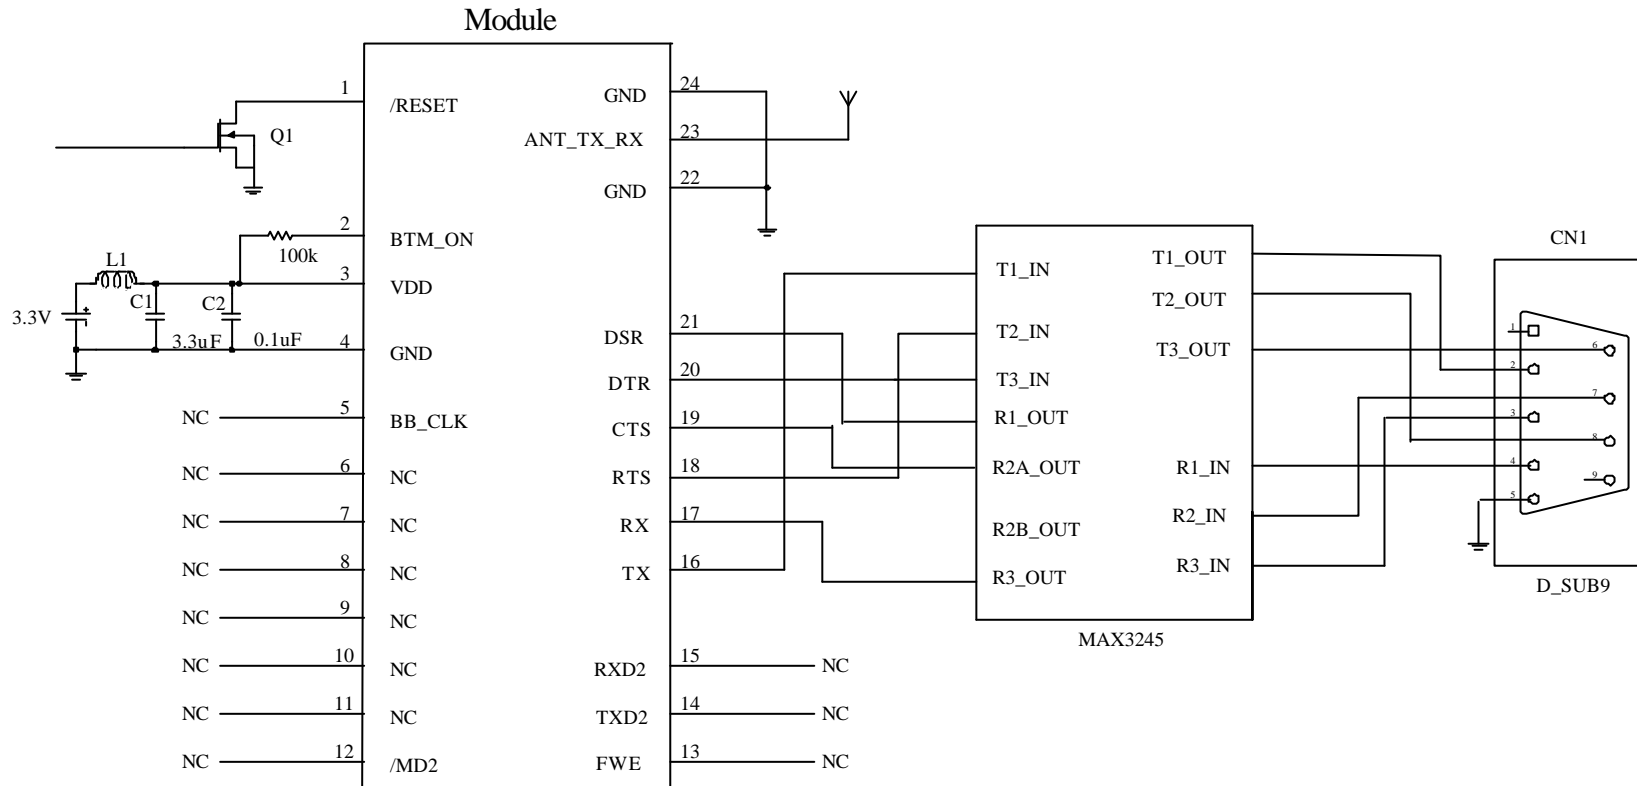 Module
1
/RESET
Q1
2
BTM_ON
100k
L1
3
VDD
C1
C2
3.3V
3.3uF
0.1uF
4
GND
NC
5
BB_CLK
NC
6
NC
NC
7
NC
NC
8
NC
NC
9
NC
NC
10
NC
NC
11
NC
NC
12
/MD2
GND
24
ANT_TX_RX
23
GND
22
DSR
21
DTR
20
CTS
19
RTS
18
RX
17
TX
16
RXD2
15
NC
TXD2
14
NC
FWE
13
NC
T1_IN
T2_IN
T3_IN
R1_OUT
R2A_OUT
R2B_OUT
R3_OUT
T1_OUT
T2_OUT
T3_OUT
R1_IN
R2_IN
R3_IN
MAX3245
CN1
1
6
2
7
3
8
4
9
5
D_SUB9